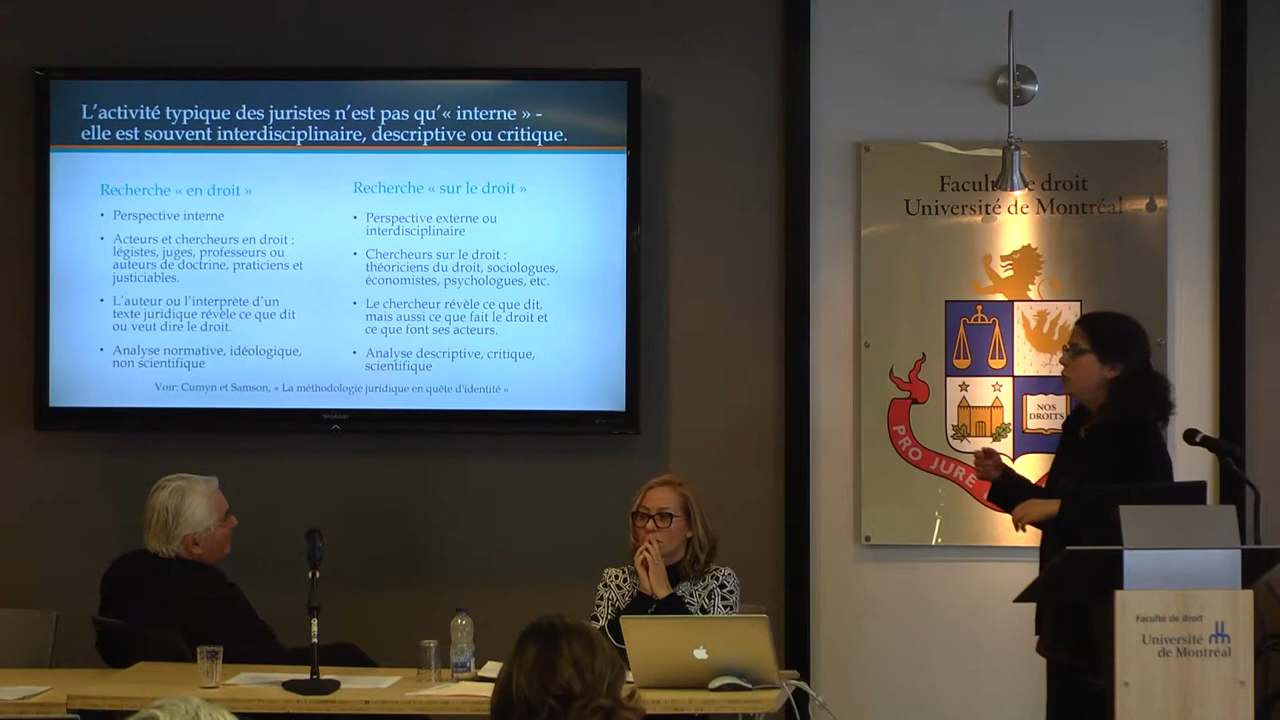 L'activité typique des juristes n'est pas qu'« interne » -
elle est souvent interdisciplinaire, descriptive ou critique.
Recherche « en droit »
• Perspective interne
• Acteurs et chercheurs en droit :
légistes, juges, professeurs ou
auteurs de doctrine, praticiens et
justiciables.
• L'auteur ou l'interprète d'un
texte juridique révèle ce que dit
ou veut dire le droit.
• Analyse normative, idéologique,
non scientifique
Recherche « sur le droit »
• Perspective externe ou
interdisciplinaire
• Chercheurs sur le droit :
théoriciens du droit, sociologues,
économistes, psychologues, etc.
• Le chercheur révèle ce que dit,
mais aussi ce que fait le droit et
ce que font ses acteurs.
• Analyse descriptive, critique,
scientifique
Voir: Cumyn et Samson, « La méthodologie juridique en quête d'identité »
SHARP
Faculté de droit
Université de Montréal
NOS
DROITS
PRO JURE
Faculté de droit
Université
de Montréal